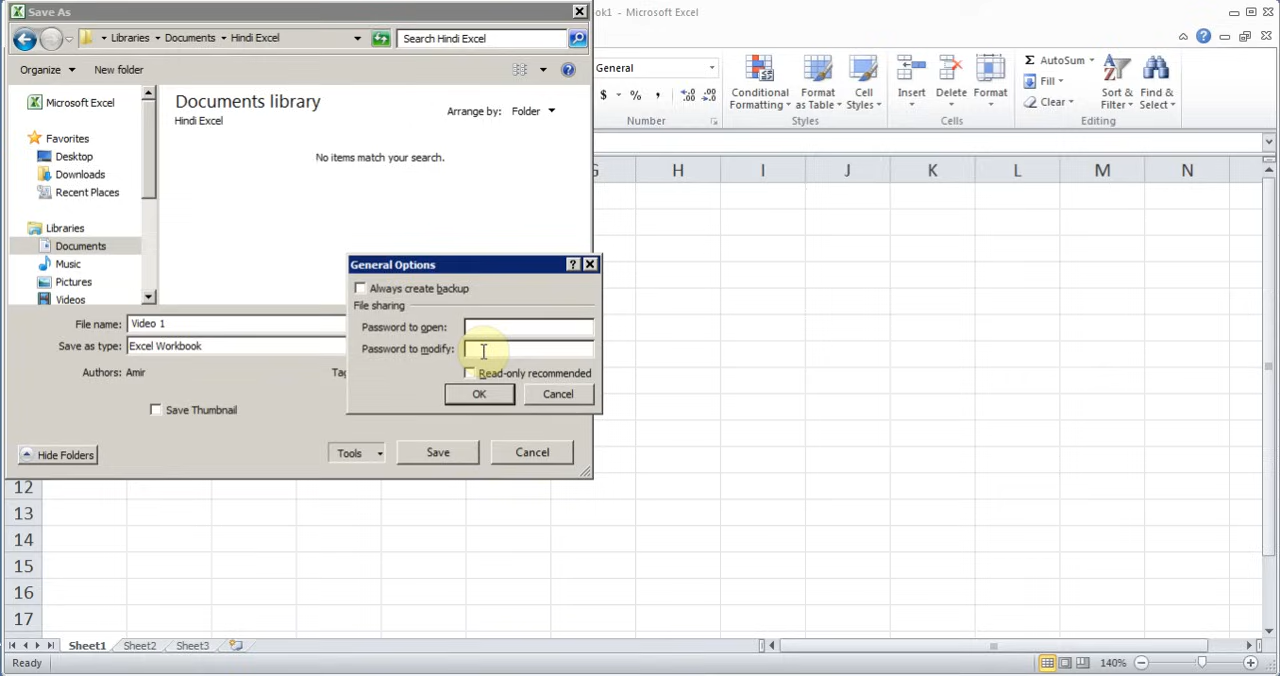 Save As
ok1 - Microsoft Excel
Libraries Documents Hindi Excel
Search Hindi Excel
Organize New folder
Microsoft Excel
Favorites
Desktop
Downloads
Recent Places
Libraries
Documents
Music
Pictures
Videos
Documents library
Hindi Excel
Arrange by: Folder
No items match your search.
General Options
Always create backup
File sharing
Password to open:
Password to modify:
Read-only recommended
OK Cancel
File name: Video 1
Save as type: Excel Workbook
Authors: Amir
Save Thumbnail
Hide Folders
Tools Save Cancel
General
$ % ,
Number
Conditional Formatting
Format as Table
Cell Styles
Styles
Insert Delete Format
Cells
Σ AutoSum
Fill
Clear
Sort & Filter
Find & Select
Editing
H I J K L M N
12
13
14
15
16
17
Sheet1 Sheet2 Sheet3
Ready 140%